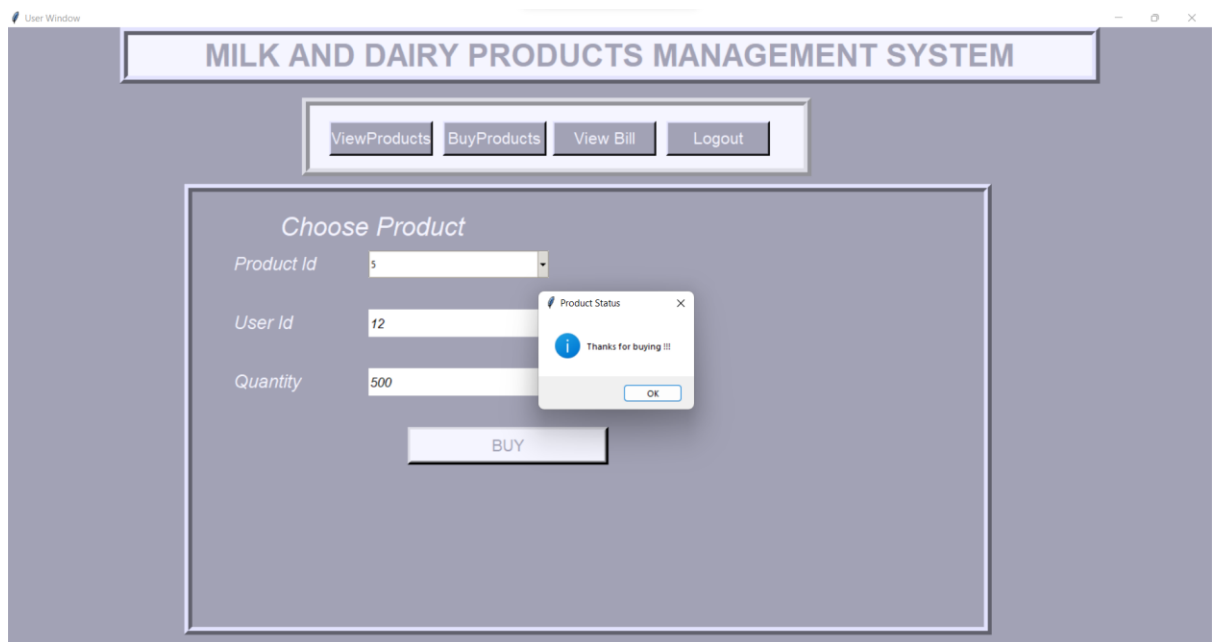 User Window
MILK AND DAIRY PRODUCTS MANAGEMENT SYSTEM
ViewProducts BuyProducts View Bill Logout
Choose Product
Product Id 5
Product Status
User Id 12
Thanks for buying !!!
Quantity 500
OK
BUY